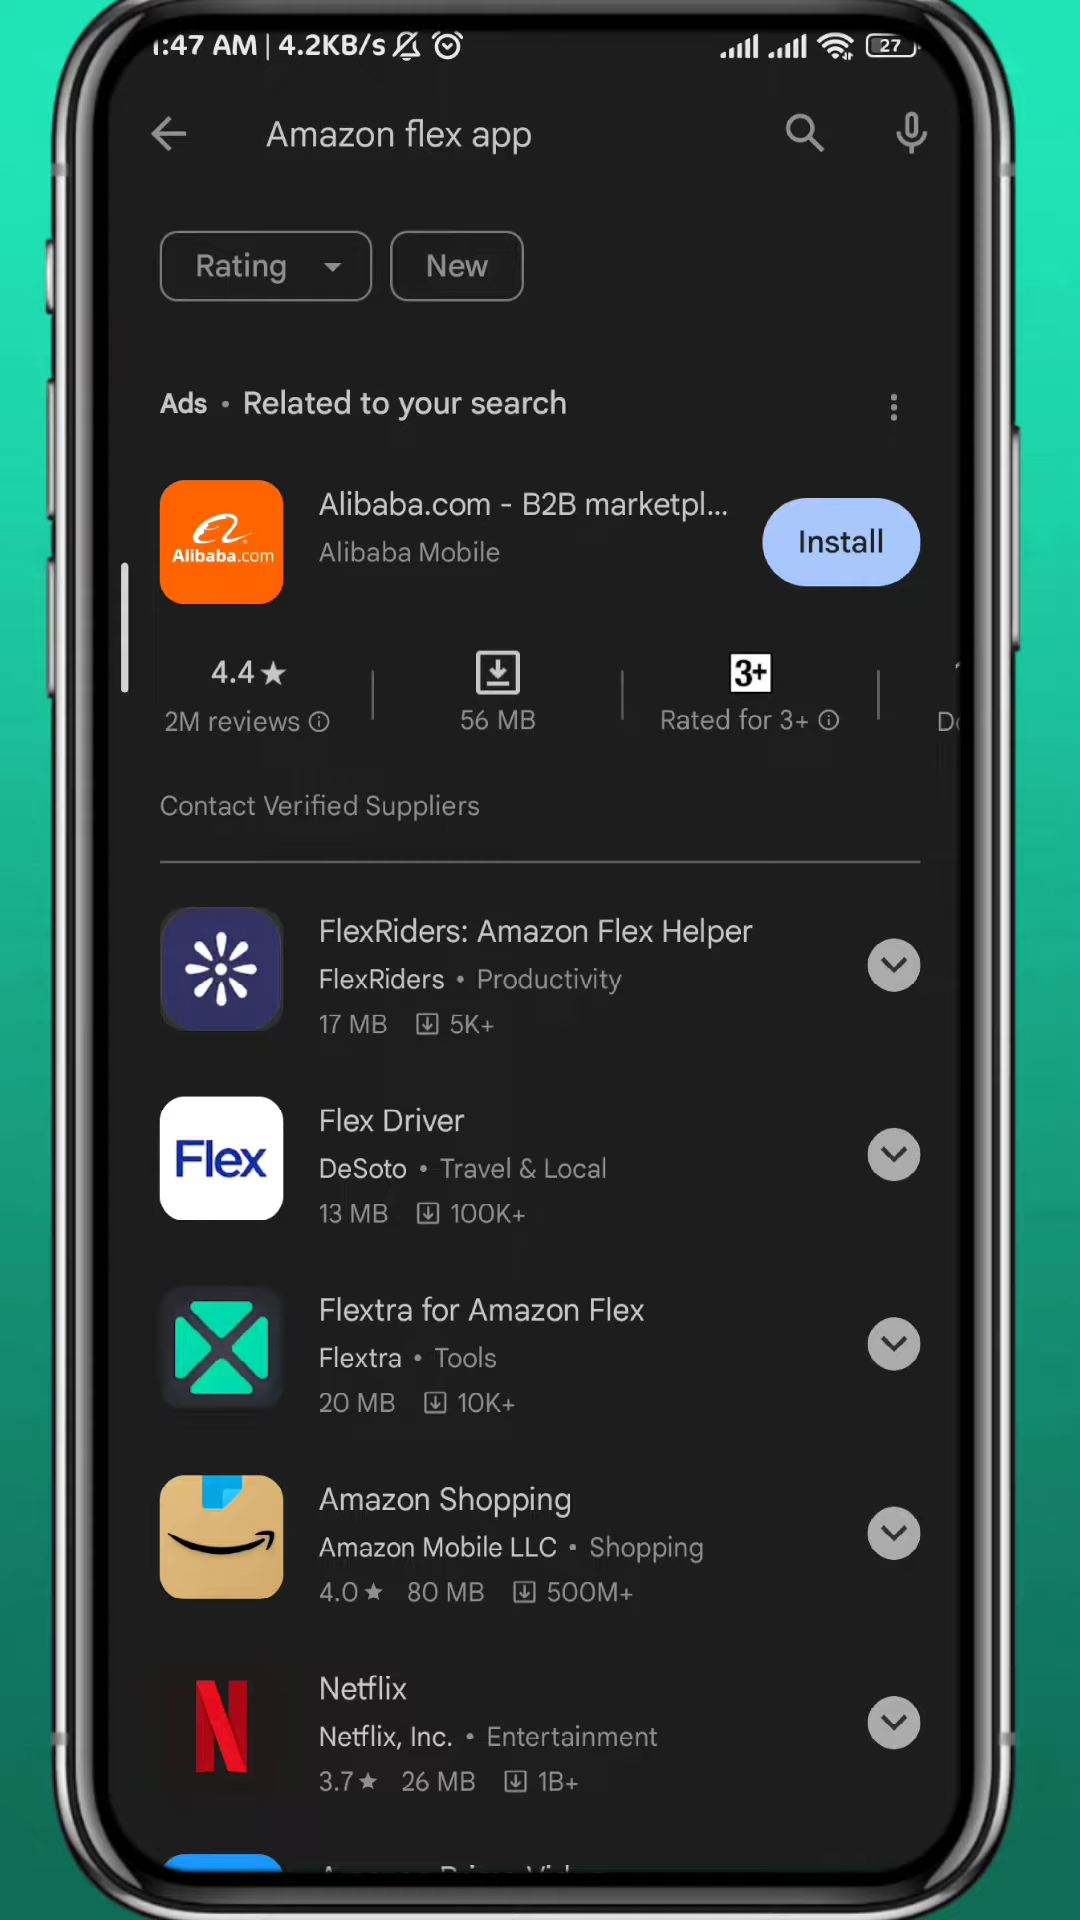 1:47 AM | 4.2KB/s
27
Amazon flex app
Rating
New
Ads • Related to your search
Alibaba.com
Alibaba.com - B2B marketpl...
Alibaba Mobile
Install
4.4★
2M reviews
56 MB
3+
Rated for 3+
Contact Verified Suppliers
FlexRiders: Amazon Flex Helper
FlexRiders • Productivity
17 MB 5K+
Flex
Flex Driver
DeSoto • Travel & Local
13 MB 100K+
Flextra for Amazon Flex
Flextra • Tools
20 MB 10K+
Amazon Shopping
Amazon Mobile LLC • Shopping
4.0★ 80 MB 500M+
N
Netflix
Netflix, Inc. • Entertainment
3.7★ 26 MB 1B+